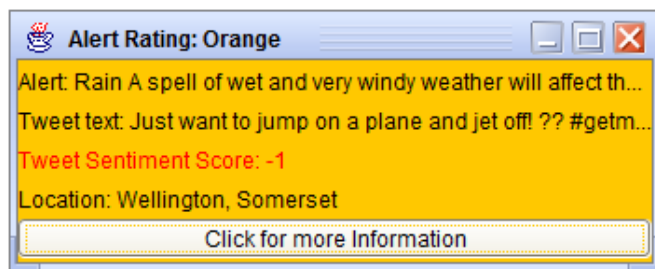 Alert Rating: Orange
Alert: Rain A spell of wet and very windy weather will affect th...
Tweet text: Just want to jump on a plane and jet off! ?? #getm...
Tweet Sentiment Score: -1
Location: Wellington, Somerset
Click for more Information